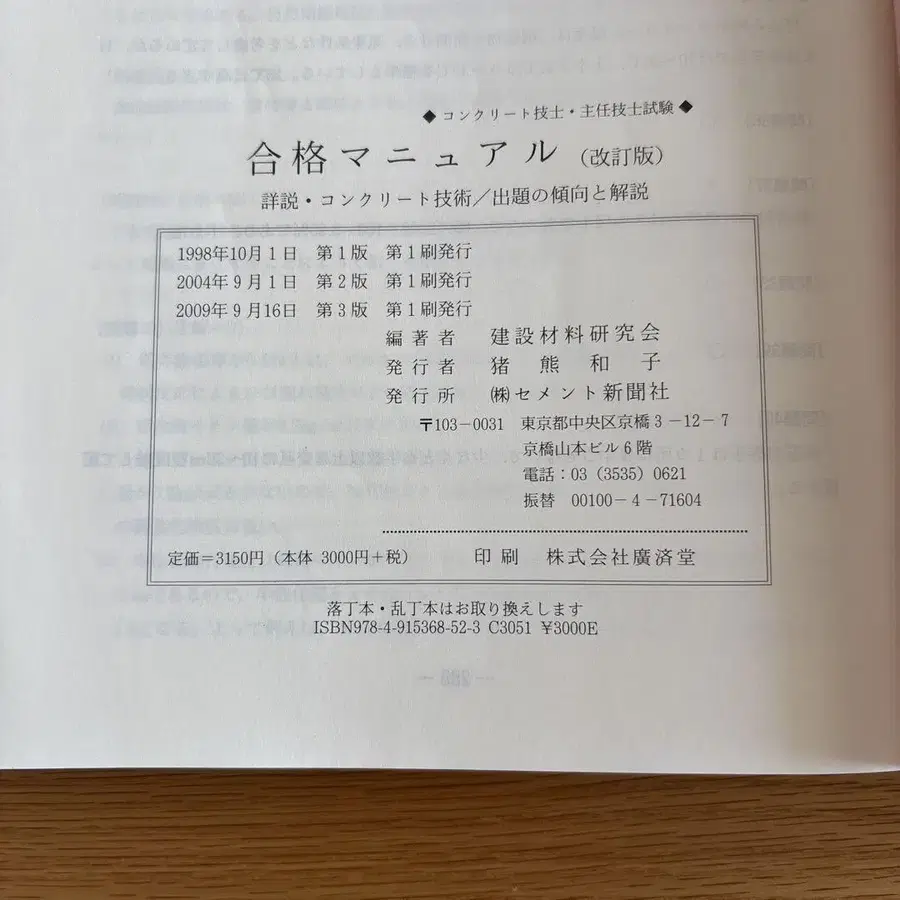 ◆ コンクリート技士・主任技士試験 ◆
合格マニュアル（改訂版）
詳説・コンクリート技術／出題の傾向と解説
1998年10月1日　第1版　第1刷発行
2004年9月1日　第2版　第1刷発行
2009年9月16日　第3版　第1刷発行
編著者　建設材料研究会
発行者　猪熊和子
発行所　㈱セメント新聞社
〒103－0031　東京都中央区京橋3－12－7
京橋山本ビル6階
電話：03（3535）0621
振替　00100－4－71604
定価＝3150円（本体 3000円＋税）　印刷　株式会社廣済堂
落丁本・乱丁本はお取り換えします
ISBN978-4-915368-52-3 C3051 ¥3000E